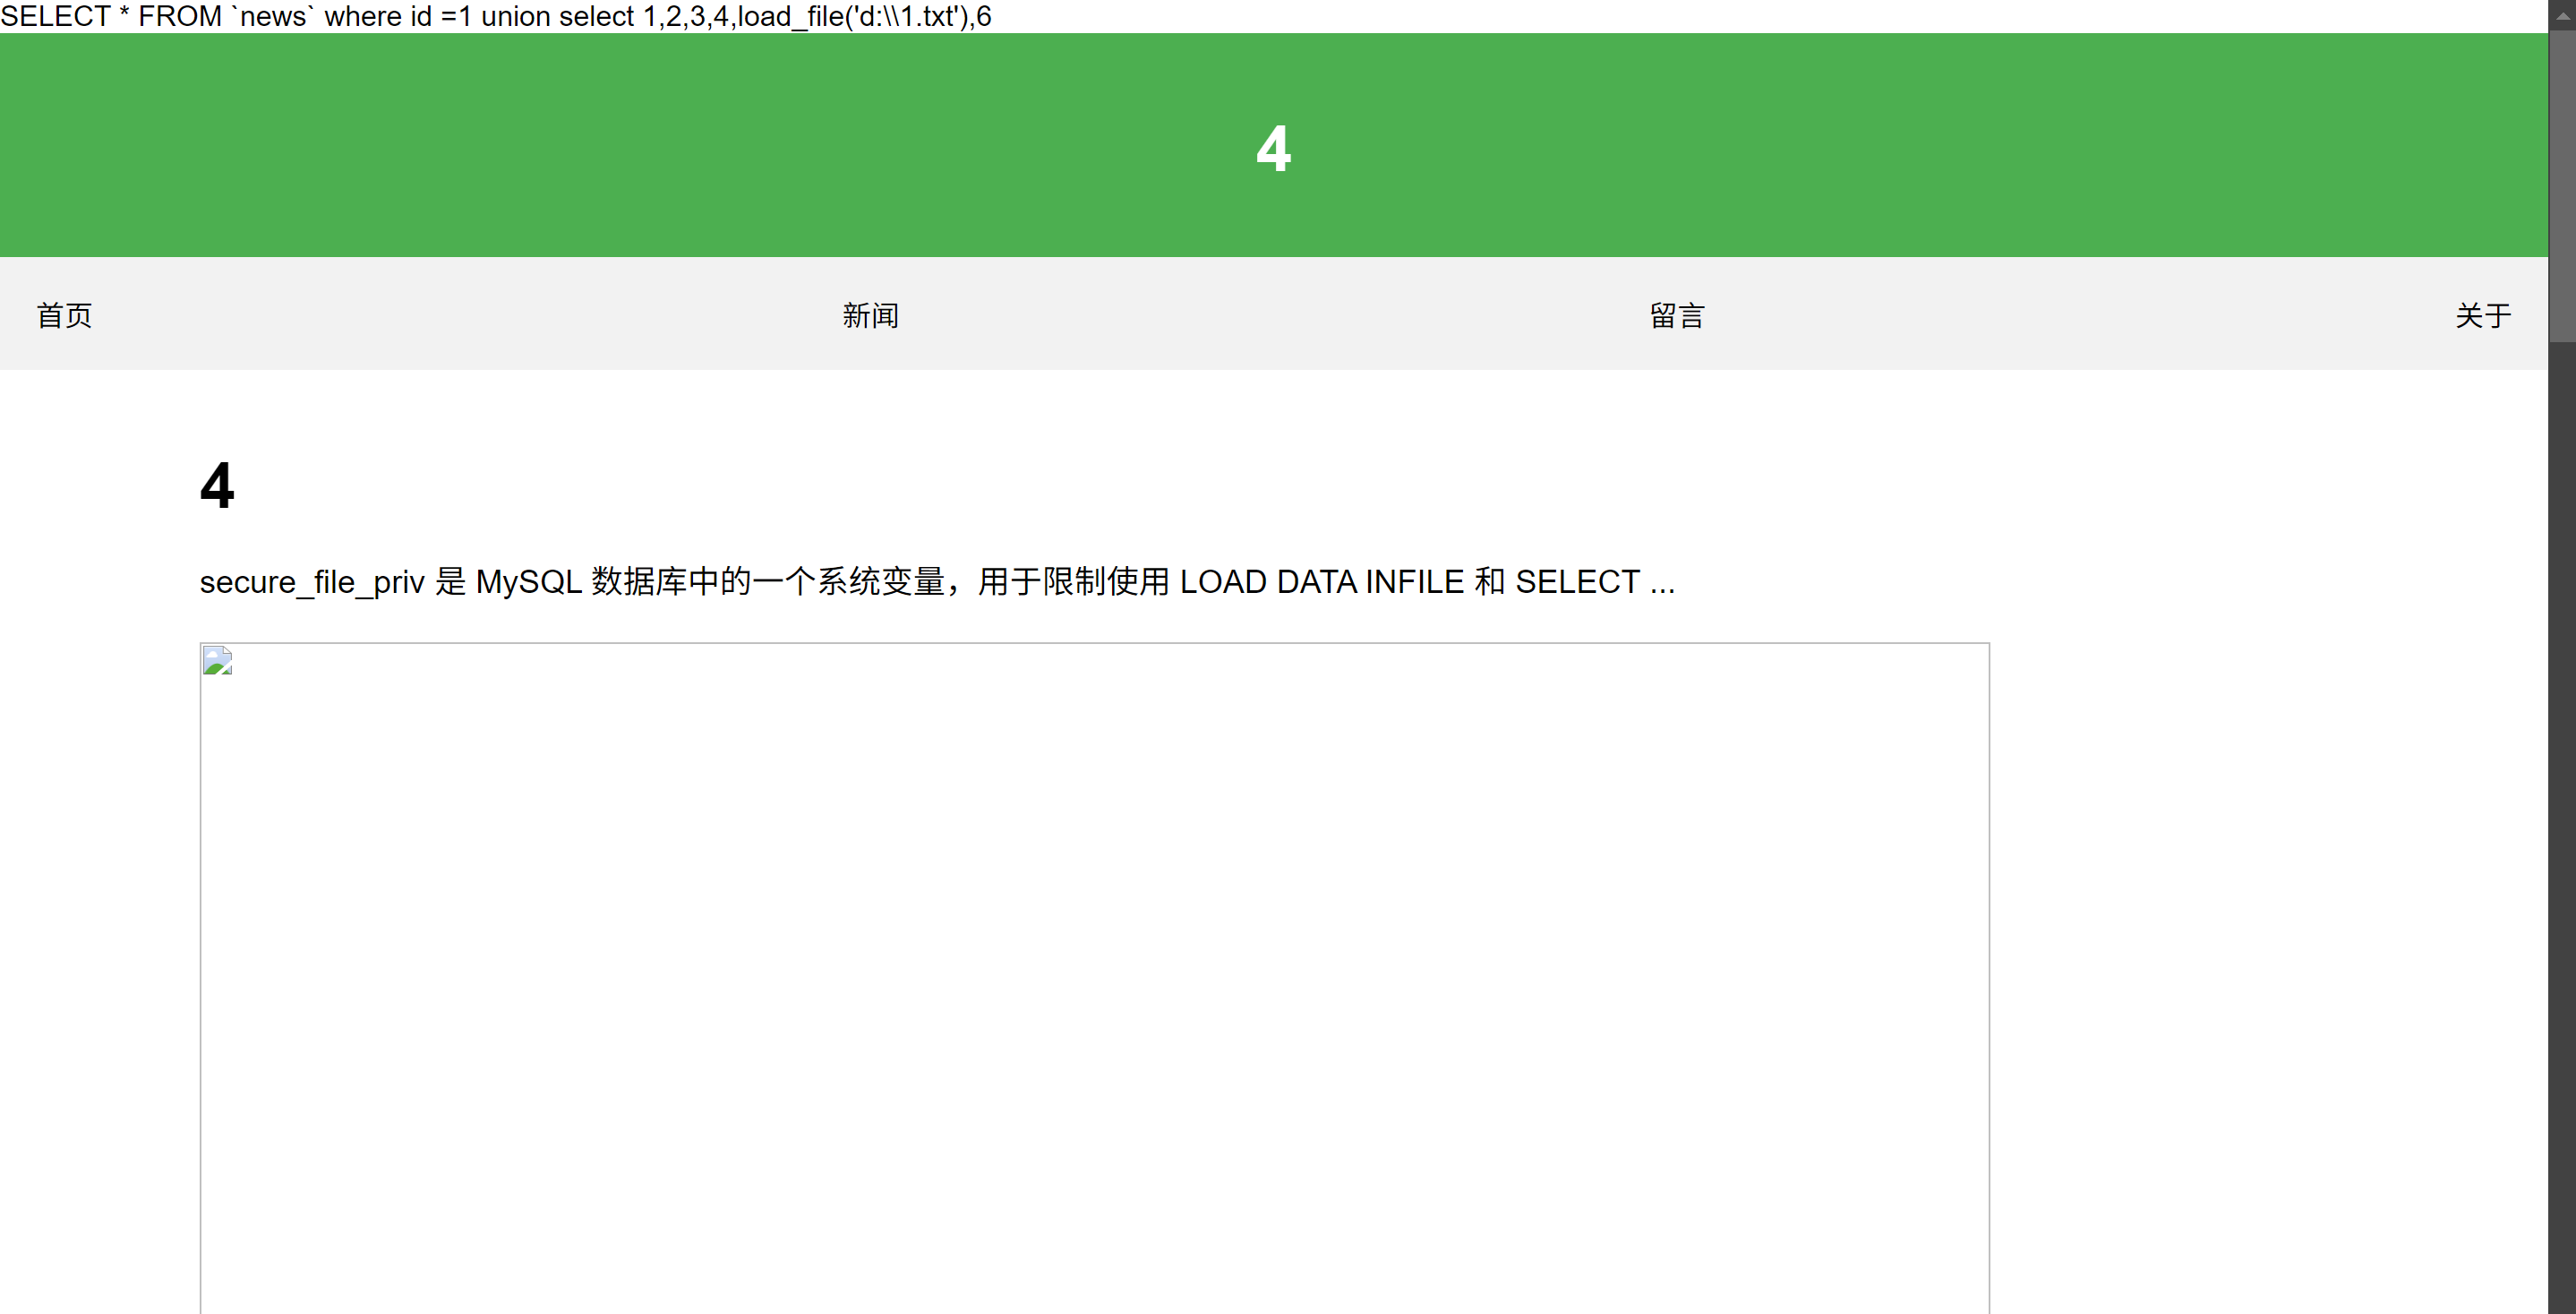 SELECT * FROM `news` where id =1 union select 1,2,3,4,load_file('d:\\1.txt'),6
4
首页 新闻 留言 关于
4
secure_file_priv 是 MySQL 数据库中的一个系统变量，用于限制使用 LOAD DATA INFILE 和 SELECT ...